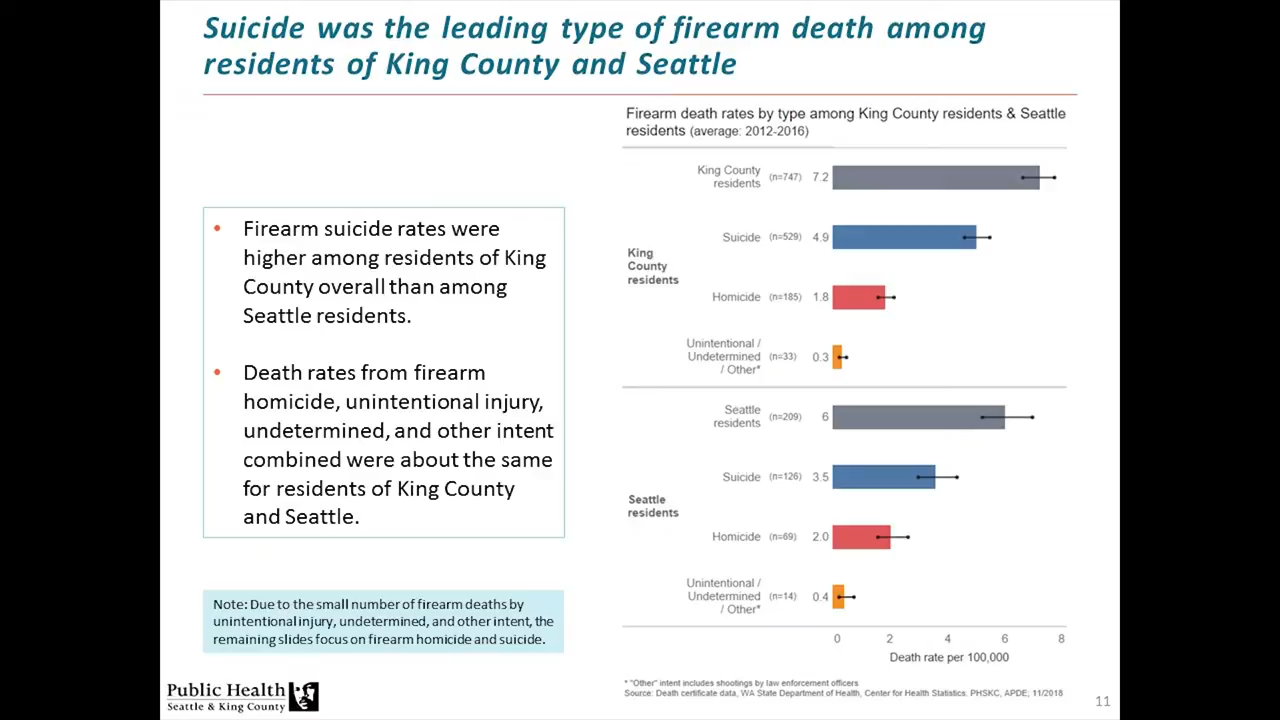 Suicide was the leading type of firearm death among
residents of King County and Seattle
• Firearm suicide rates were
higher among residents of King
County overall than among
Seattle residents.
• Death rates from firearm
homicide, unintentional injury,
undetermined, and other intent
combined were about the same
for residents of King County
and Seattle.
Note: Due to the small number of firearm deaths by
unintentional injury, undetermined, and other intent, the
remaining slides focus on firearm homicide and suicide.
Firearm death rates by type among King County residents & Seattle
residents (average: 2012-2016)
King County
residents (n=747) 7.2
Suicide (n=529) 4.9
King
County
residents
Homicide (n=185) 1.8
Unintentional /
Undetermined (n=33) 0.3
/ Other*
Seattle
residents (n=209) 6
Suicide (n=126) 3.5
Seattle
residents
Homicide (n=69) 2.0
Unintentional /
Undetermined (n=14) 0.4
/ Other*
0 2 4 6 8
Death rate per 100,000
* "Other" intent includes shootings by law enforcement officers
Source: Death certificate data, WA State Department of Health, Center for Health Statistics. PHSKC, APDE, 11/2018
Public Health
Seattle & King County
11